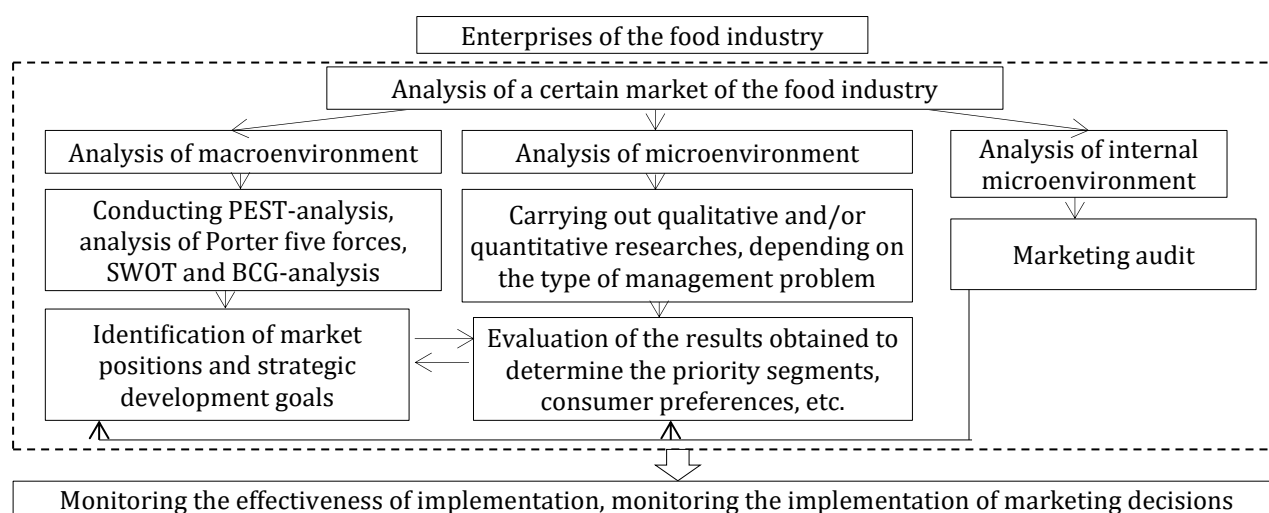 Enterprises of the food industry
Analysis of a certain market of the food industry
Analysis of macroenvironment
Conducting PEST-analysis,
analysis of Porter five forces,
SWOT and BCG-analysis
Identification of market
positions and strategic
development goals
Analysis of microenvironment
Carrying out qualitative and/or
quantitative researches, depending on
the type of management problem
Evaluation of the results obtained to
determine the priority segments,
consumer preferences, etc.
Analysis of internal
microenvironment
Marketing audit
Monitoring the effectiveness of implementation, monitoring the implementation of marketing decisions